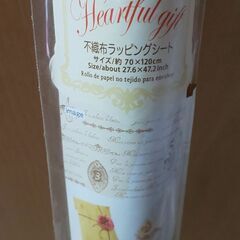 Heartful gift
不織布ラッピングシート
サイズ/約 70×120cm
Size/about 27.6×47.2inch
Rollo de papel no tejido para envolver
Image